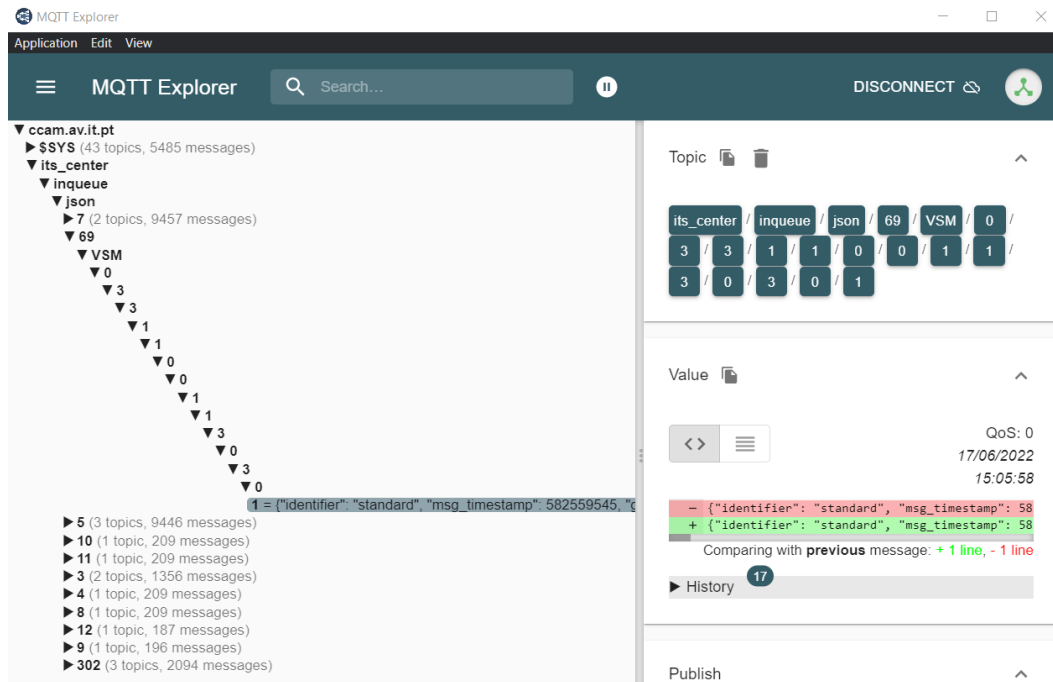 MQTT Explorer
Application Edit View
MQTT Explorer
Search...
DISCONNECT
ccam.av.it.pt
$SYS (43 topics, 5485 messages)
its_center
inqueue
json
7 (2 topics, 9457 messages)
69
VSM
0
3
3
1
1
0
0
1
1
3
0
3
0
1 = {"identifier": "standard", "msg_timestamp": 582559545, "g
5 (3 topics, 9446 messages)
10 (1 topic, 209 messages)
11 (1 topic, 209 messages)
3 (2 topics, 1356 messages)
4 (1 topic, 209 messages)
8 (1 topic, 209 messages)
12 (1 topic, 187 messages)
9 (1 topic, 196 messages)
302 (3 topics, 2094 messages)
Topic
its_center / inqueue / json / 69 / VSM / 0 /
3 / 3 / 1 / 1 / 0 / 0 / 1 / 1 /
3 / 0 / 3 / 0 / 1
Value
QoS: 0
17/06/2022
15:05:58
- {"identifier": "standard", "msg_timestamp": 58
+ {"identifier": "standard", "msg_timestamp": 58
Comparing with previous message: + 1 line, - 1 line
History 17
Publish